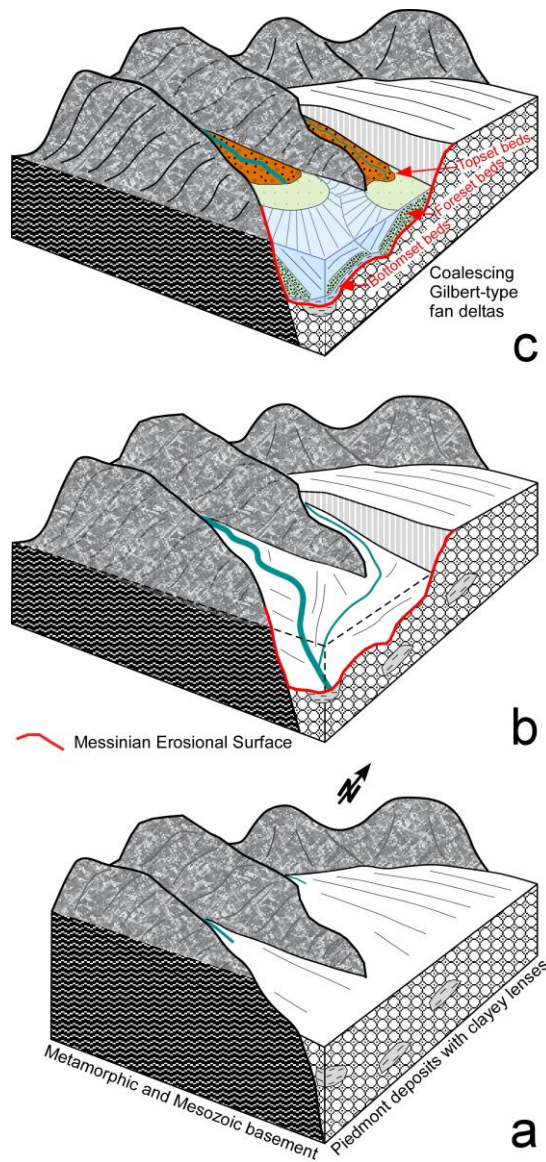 Topset beds
Foreset beds
Bottomset beds
Coalescing
Gilbert-type
fan deltas
c
b
Messinian Erosional Surface
N
Metamorphic and Mesozoic basement
Piedmont deposits with clayey lenses
a